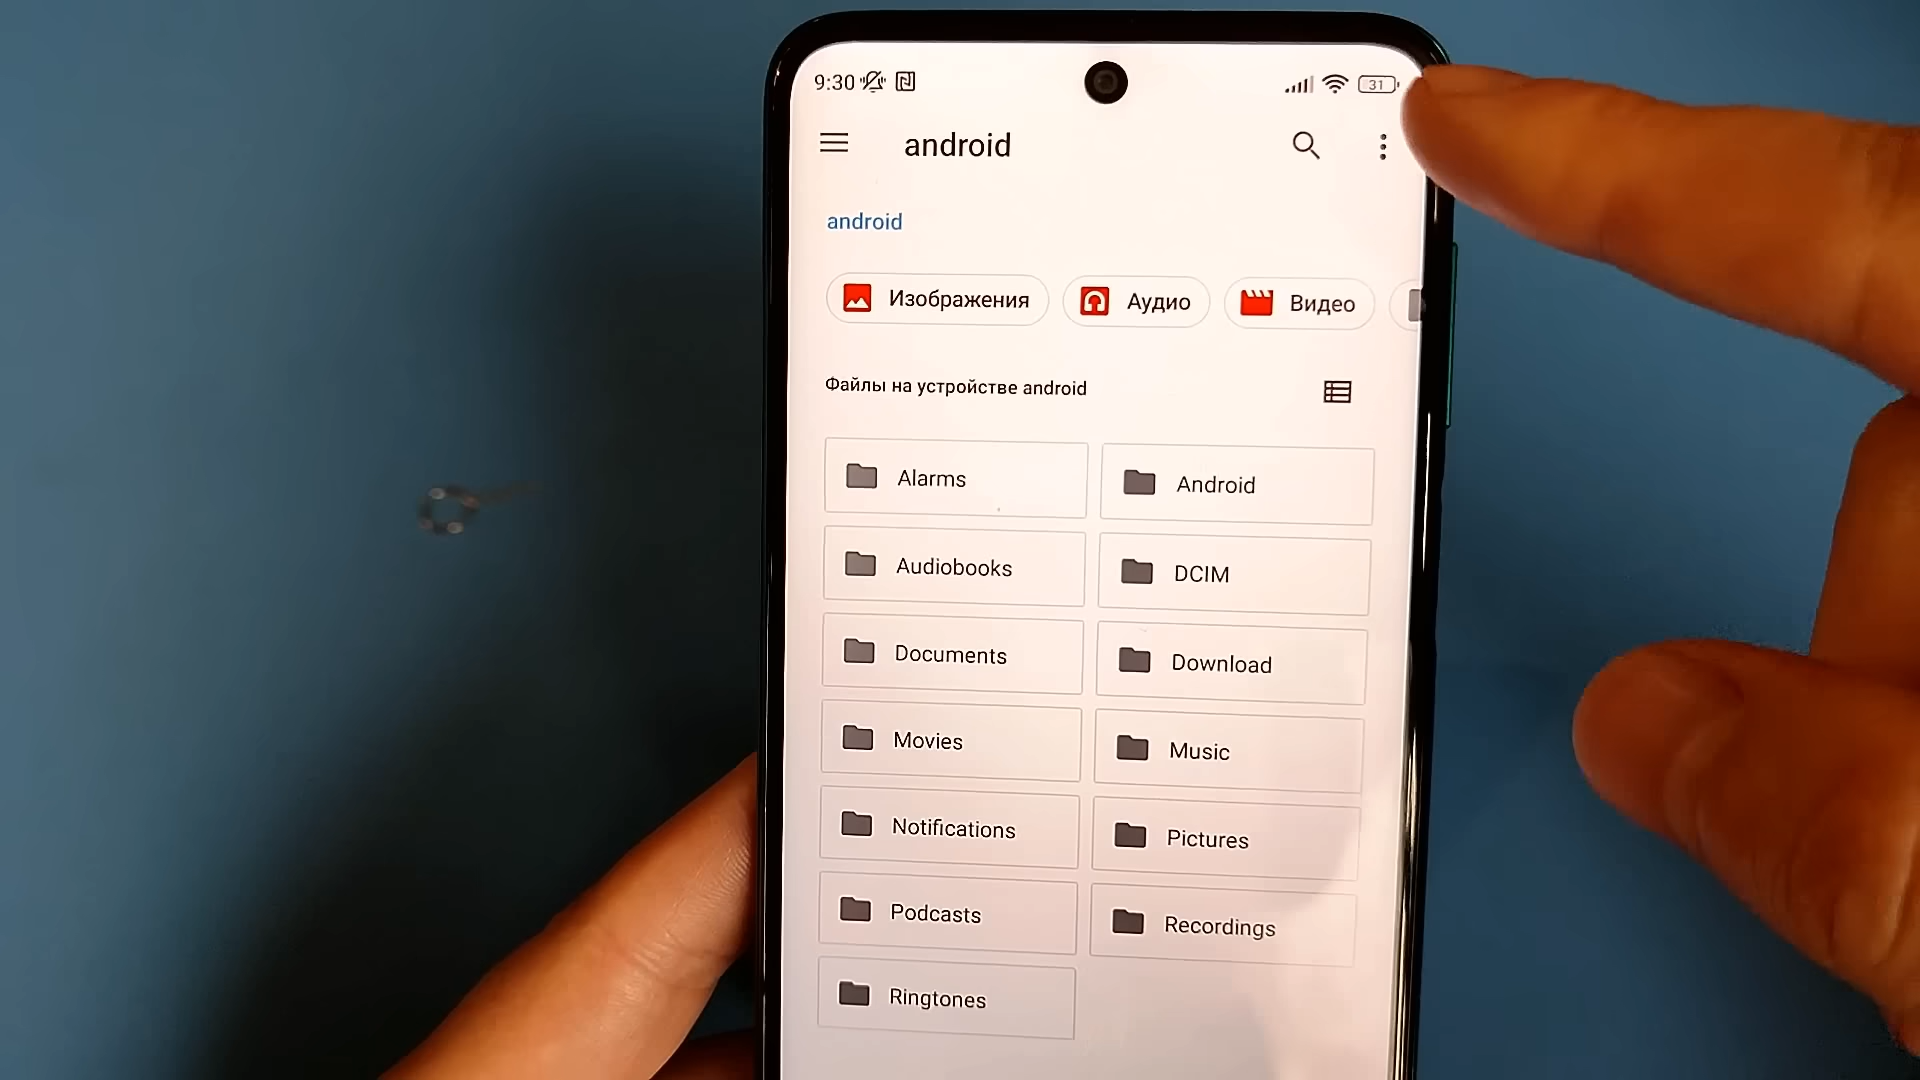 9:30 31
android
android
Изображения Аудио Видео
Файлы на устройстве android
Alarms Android
Audiobooks DCIM
Documents Download
Movies Music
Notifications Pictures
Podcasts Recordings
Ringtones